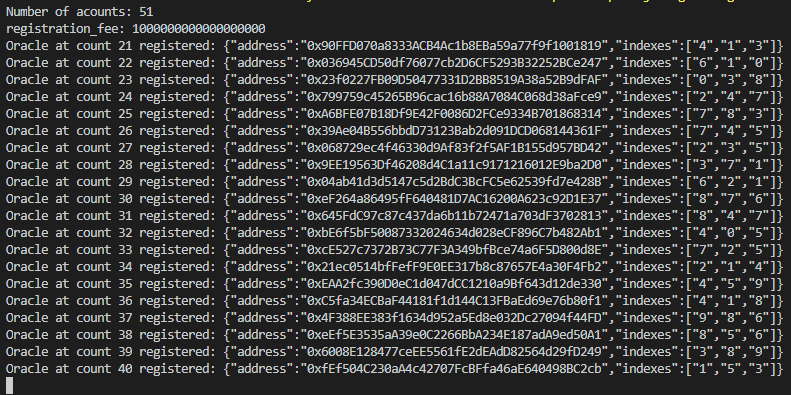 Number of acounts: 51
registration_fee: 1000000000000000000
Oracle at count 21 registered: {"address":"0x90FFD070a8333ACB4Ac1b8EBa59a77f9f1001819","indexes":["4","1","3"]}
Oracle at count 22 registered: {"address":"0x036945CD50df76077cb2D6CF5293B32252BCe247","indexes":["6","1","0"]}
Oracle at count 23 registered: {"address":"0x23f0227FB09D50477331D2BB8519A38a52B9dFAF","indexes":["0","3","8"]}
Oracle at count 24 registered: {"address":"0x799759c45265B96cac16b88A7084C068d38aFce9","indexes":["2","4","7"]}
Oracle at count 25 registered: {"address":"0xA6BFE07B18Df9E42F0086D2FCe9334B701868314","indexes":["7","8","3"]}
Oracle at count 26 registered: {"address":"0x39Ae04B556bbdD73123Bab2d091DCD068144361F","indexes":["7","4","5"]}
Oracle at count 27 registered: {"address":"0x068729ec4f46330d9Af83f2f5AF1B155d957BD42","indexes":["2","3","5"]}
Oracle at count 28 registered: {"address":"0x9EE19563Df46208d4C1a11c9171216012E9ba2D0","indexes":["3","7","1"]}
Oracle at count 29 registered: {"address":"0x04ab41d3d5147c5d2BdC3BcFC5e62539fd7e428B","indexes":["6","2","1"]}
Oracle at count 30 registered: {"address":"0xeF264a86495fF640481D7AC16200A623c92D1E37","indexes":["8","7","6"]}
Oracle at count 31 registered: {"address":"0x645FdC97c87c437da6b11b72471a703dF3702813","indexes":["8","4","7"]}
Oracle at count 32 registered: {"address":"0xbE6f5bF50087332024634d028eCF896C7b482Ab1","indexes":["4","0","5"]}
Oracle at count 33 registered: {"address":"0xcE527c7372B73C77F3A349bfBce74a6F5D800d8E","indexes":["7","2","5"]}
Oracle at count 34 registered: {"address":"0x21ec0514bfFefF9E0EE317b8c87657E4a30F4Fb2","indexes":["2","1","4"]}
Oracle at count 35 registered: {"address":"0xEAA2fc390D0eC1d047dCC1210a9Bf643d12de330","indexes":["4","5","9"]}
Oracle at count 36 registered: {"address":"0xC5fa34ECBaF44181f1d144C13FBaEd69e76b80f1","indexes":["4","1","8"]}
Oracle at count 37 registered: {"address":"0x4F388EE383f1634d952a5Ed8e032Dc27094f44FD","indexes":["9","8","6"]}
Oracle at count 38 registered: {"address":"0xeEf5E3535aA39e0C2266BbA234E187adA9ed50A1","indexes":["8","5","6"]}
Oracle at count 39 registered: {"address":"0x6008E128477ceEE5561fE2dEAdD82564d29fD249","indexes":["3","8","9"]}
Oracle at count 40 registered: {"address":"0xfEf504C230aA4c42707FcBFfa46aE640498BC2cb","indexes":["1","5","3"]}